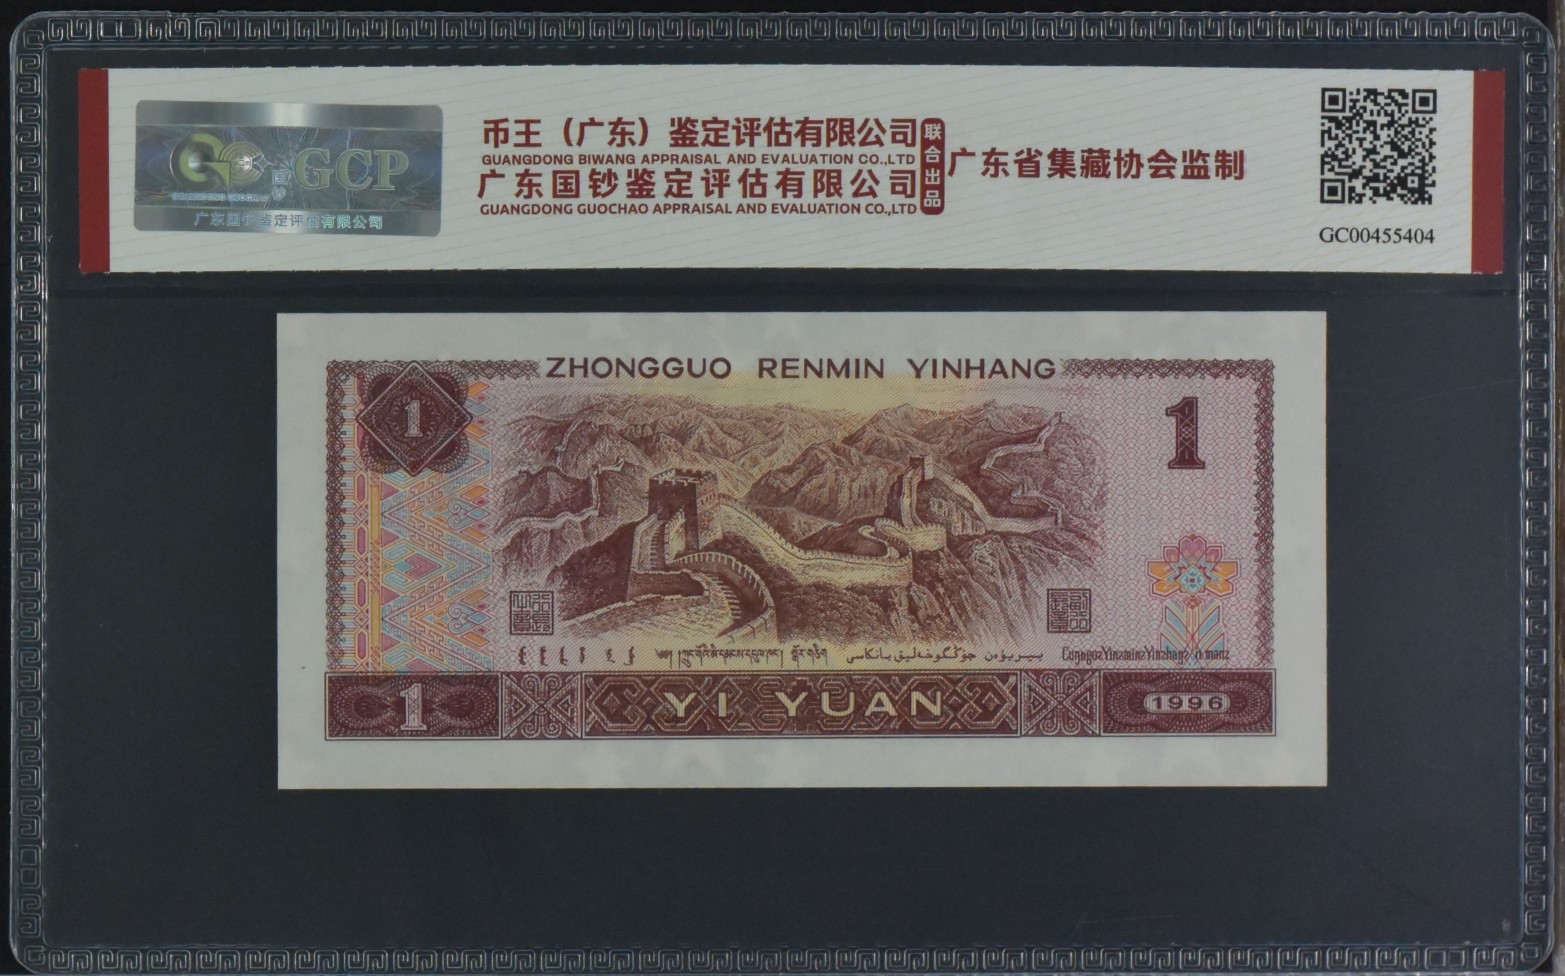 GCP
广东国钞鉴定评估有限公司
币王（广东）鉴定评估有限公司
GUANGDONG BIWANG APPRAISAL AND EVALUATION CO.,LTD
广东国钞鉴定评估有限公司
GUANGDONG GUOCHAO APPRAISAL AND EVALUATION CO.,LTD
联合出品
广东省集藏协会监制
GC00455404
ZHONGGUO RENMIN YINHANG
1
1
1
YI YUAN
1996